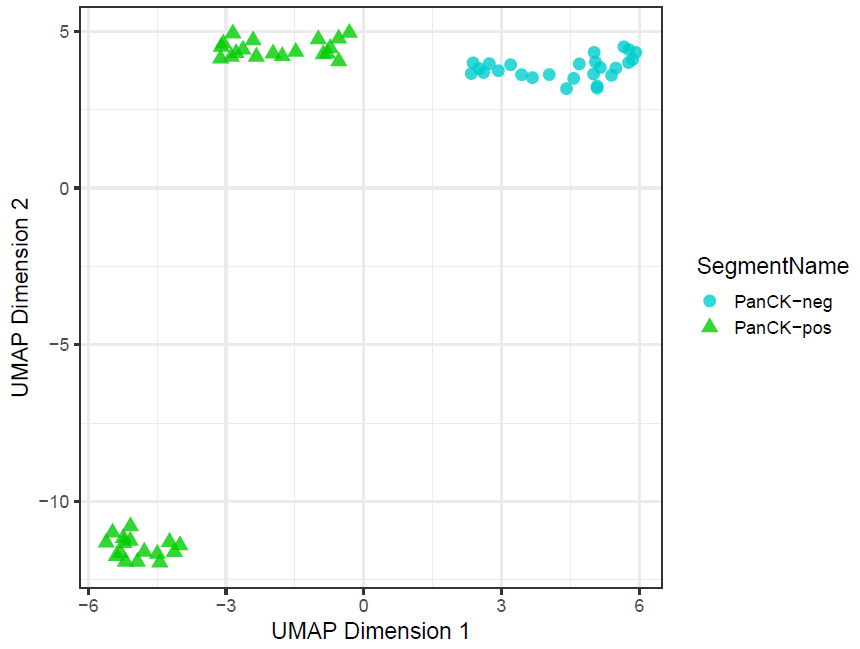 5
0
−5
−10
−6
−3
0
3
6
UMAP Dimension 1
UMAP Dimension 2
SegmentName
PanCK−neg
PanCK−pos